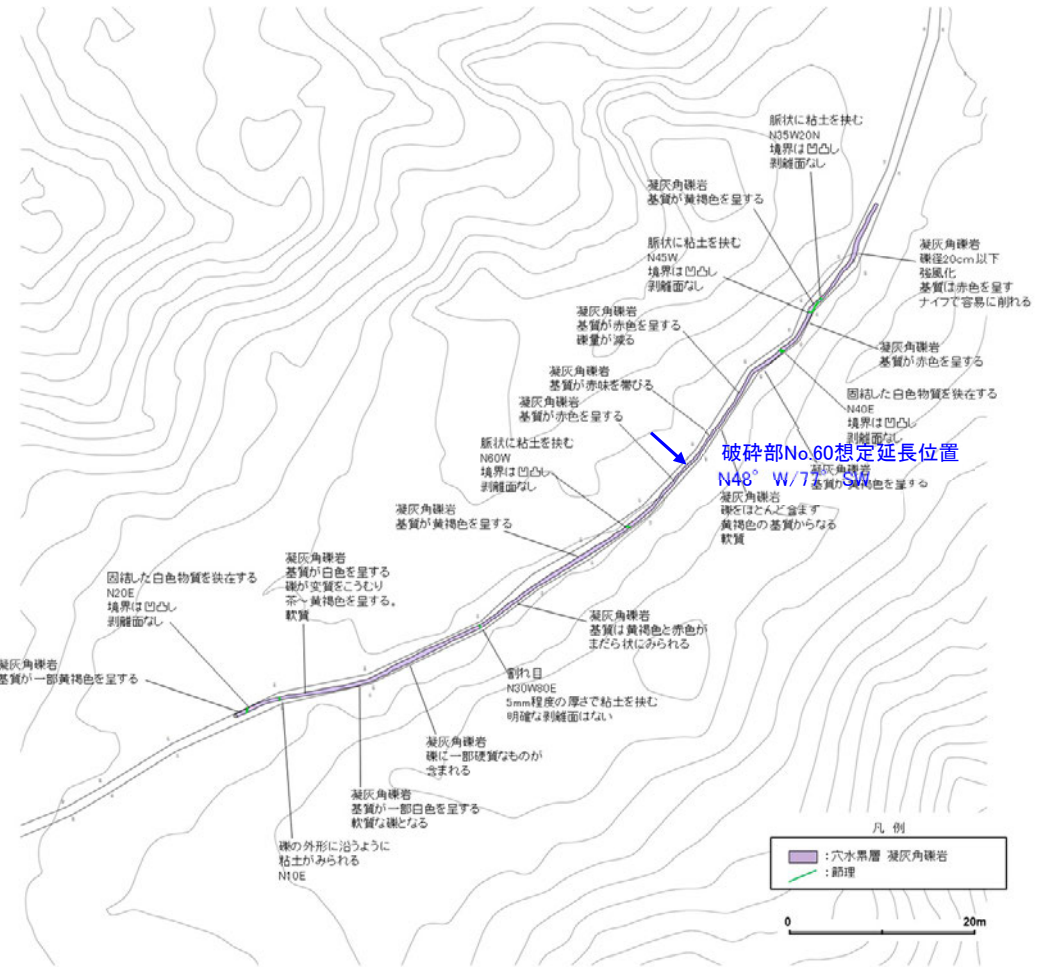 脈状に粘土を挟む
N35W20N
境界は凹凸し
剥離面なし
凝灰角礫岩
基質が黄褐色を呈する
脈状に粘土を挟む
N45W
境界は凹凸し
剥離面なし
凝灰角礫岩
礫径20cm以下
強風化
基質は赤色を呈す
ナイフで容易に削れる
凝灰角礫岩
基質が赤色を呈する
礫量が減る
凝灰角礫岩
基質が赤色を呈する
凝灰角礫岩
基質が赤味を帯びる
固結した白色物質を狭在する
N40E
境界は凹凸し
剥離面なし
凝灰角礫岩
基質が赤色を呈する
脈状に粘土を挟む
N60W
境界は凹凸し
剥離面なし
破砕部No.60想定延長位置
N48°W/77°SW
凝灰角礫岩
基質が黄褐色を呈する
凝灰角礫岩
礫をほとんど含まず
黄褐色の基質からなる
軟質
凝灰角礫岩
基質が黄褐色を呈する
凝灰角礫岩
基質が白色を呈する
礫が変質をこうむり
茶～黄褐色を呈する。
軟質
固結した白色物質を狭在する
N20E
境界は凹凸し
剥離面なし
凝灰角礫岩
基質は黄褐色と赤色が
まだら状にみられる
凝灰角礫岩
基質が一部黄褐色を呈する
割れ目
N30W80E
5mm程度の厚さで粘土を挟む
明確な剥離面はない
凝灰角礫岩
礫に一部硬質なものが
含まれる
凝灰角礫岩
基質が一部白色を呈する
軟質な礫となる
礫の外形に沿うように
粘土がみられる
N10E
凡 例
：穴水累層 凝灰角礫岩
：節理
0 20m